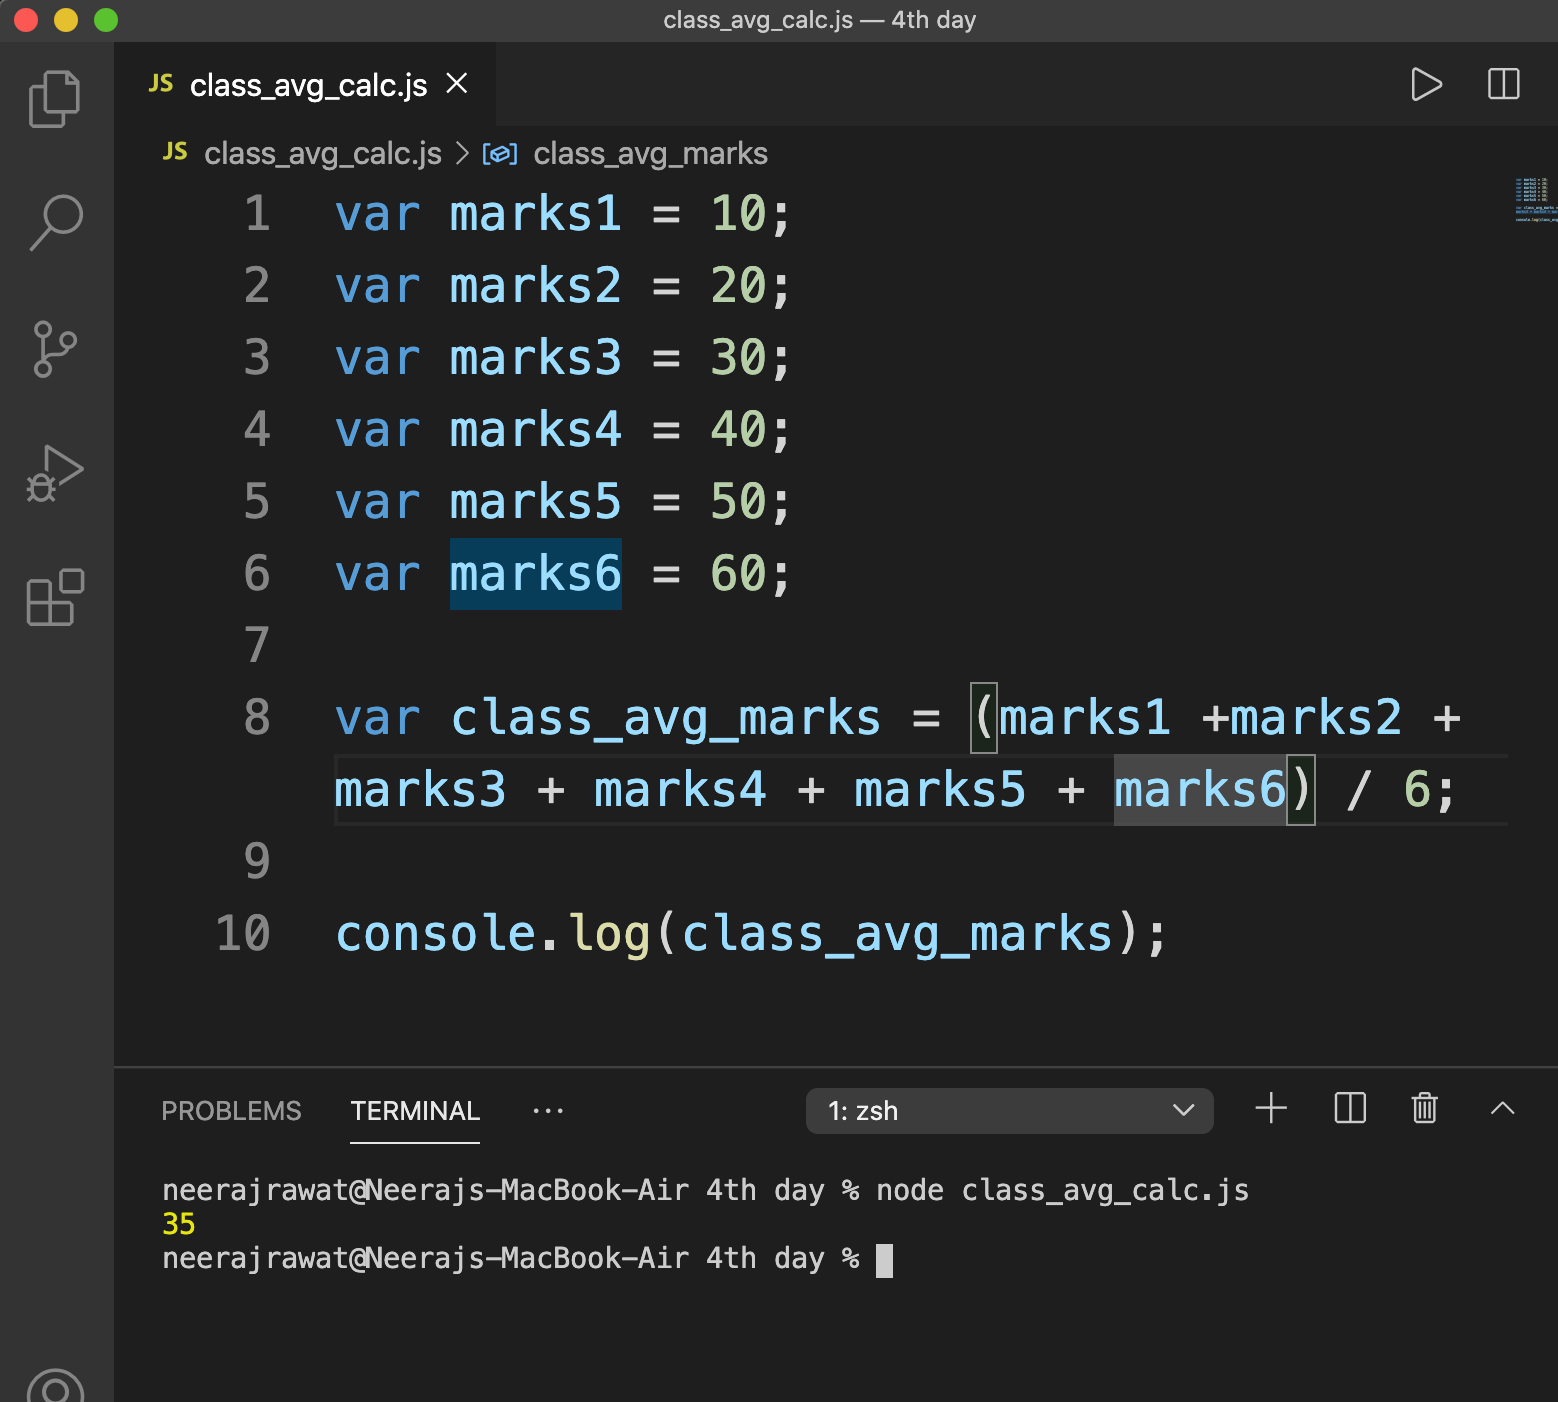 class_avg_calc.js — 4th day
JS class_avg_calc.js
JS class_avg_calc.js > class_avg_marks
1 var marks1 = 10;
2 var marks2 = 20;
3 var marks3 = 30;
4 var marks4 = 40;
5 var marks5 = 50;
6 var marks6 = 60;
7
8 var class_avg_marks = (marks1 +marks2 +
marks3 + marks4 + marks5 + marks6) / 6;
9
10 console.log(class_avg_marks);
PROBLEMS TERMINAL ··· 1: zsh
neerajrawat@Neerajs-MacBook-Air 4th day % node class_avg_calc.js
35
neerajrawat@Neerajs-MacBook-Air 4th day %